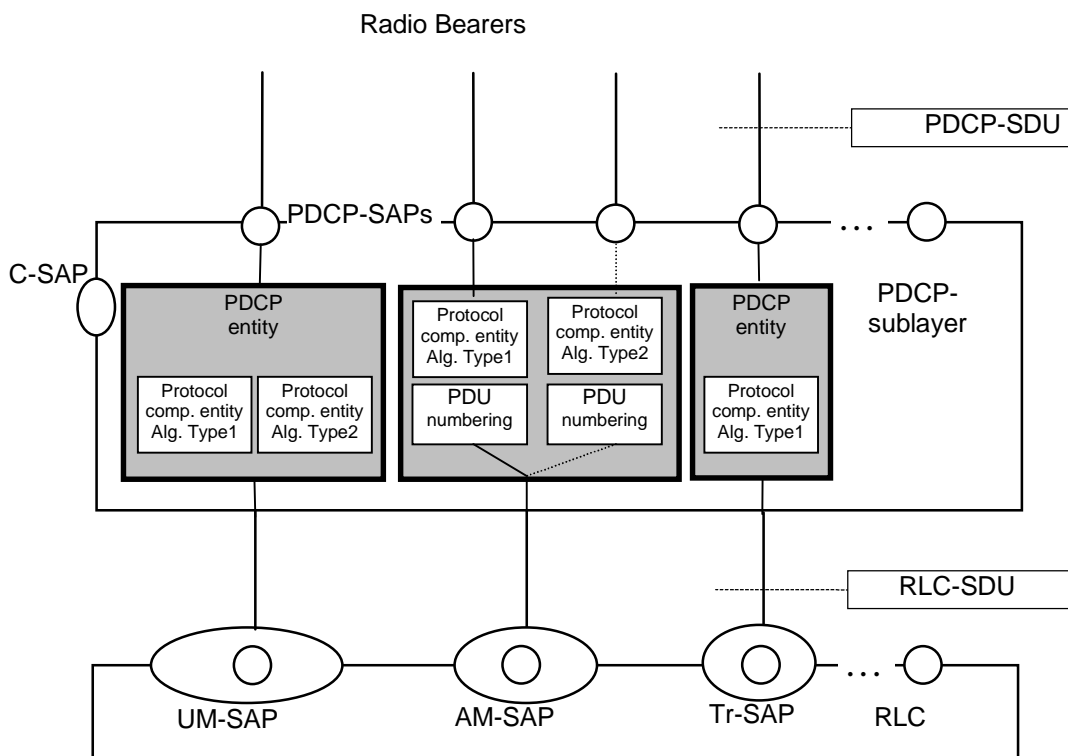 Radio Bearers
PDCP-SDU
PDCP-SAPs
...
C-SAP
PDCP
entity
Protocol
comp. entity
Alg. Type1
Protocol
comp. entity
Alg. Type2
Protocol
comp. entity
Alg. Type1
PDU
numbering
Protocol
comp. entity
Alg. Type2
PDU
numbering
PDCP
entity
Protocol
comp. entity
Alg. Type1
PDCP-
sublayer
RLC-SDU
...
UM-SAP
AM-SAP
Tr-SAP
RLC